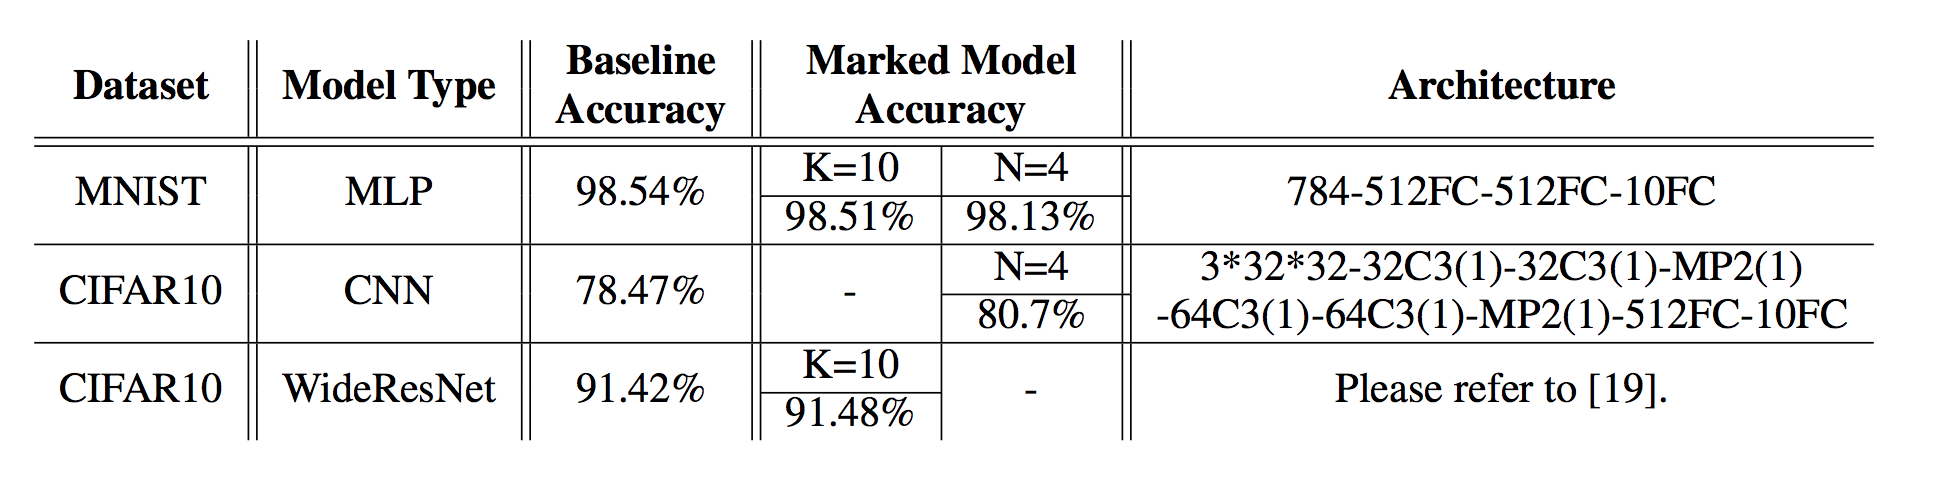 Dataset
Model Type
Baseline
Accuracy
Marked Model
Accuracy
Architecture
MNIST
MLP
98.54%
K=10
N=4
98.51%
98.13%
784-512FC-512FC-10FC
CIFAR10
CNN
78.47%
-
N=4
80.7%
3*32*32-32C3(1)-32C3(1)-MP2(1)
-64C3(1)-64C3(1)-MP2(1)-512FC-10FC
CIFAR10
WideResNet
91.42%
K=10
91.48%
-
Please refer to [19].